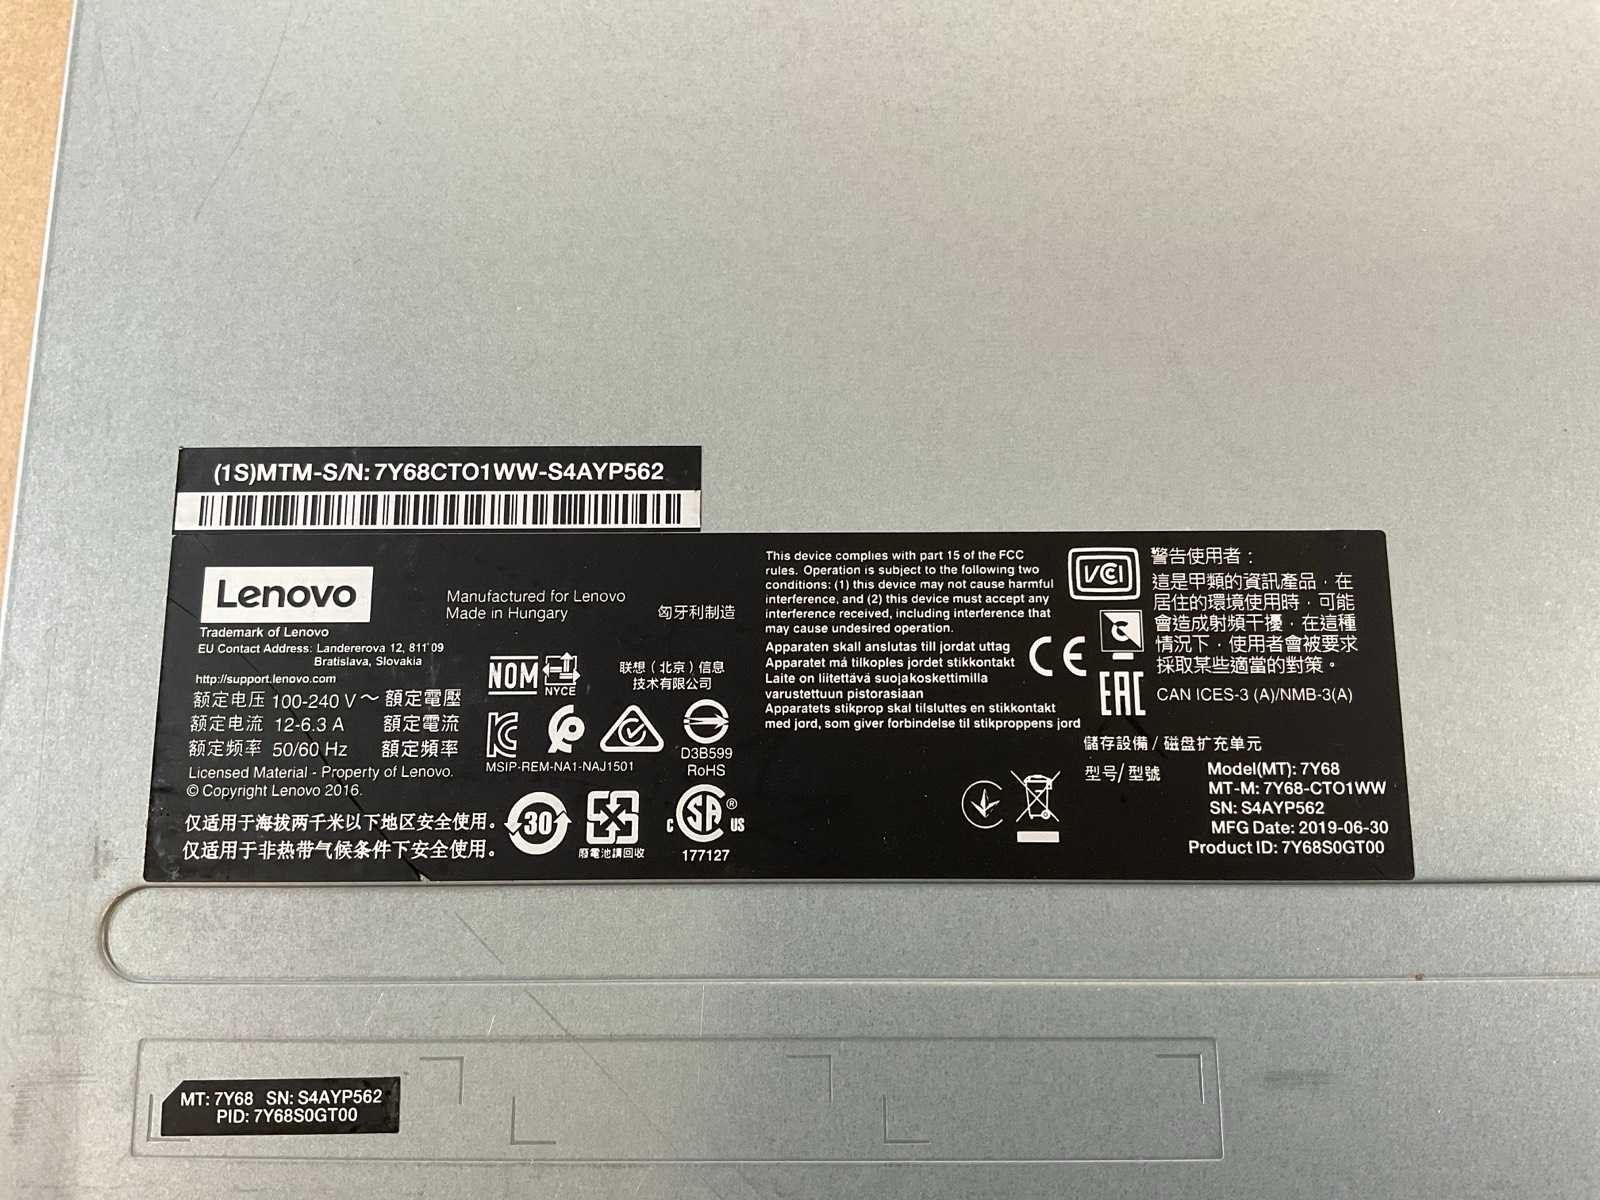 (1S)MTM-S/N: 7Y68CTO1WW-S4AYP562
Lenovo
Trademark of Lenovo
EU Contact Address: Landererova 12, 811 09
Bratislava, Slovakia
http://support.lenovo.com
额定电压 100-240 V～ 額定電壓
额定电流 12-6.3 A 額定電流
额定频率 50/60 Hz 額定頻率
Licensed Material - Property of Lenovo.
© Copyright Lenovo 2016.
仅适用于海拔两千米以下地区安全使用。
仅适用于非热带气候条件下安全使用。
Manufactured for Lenovo
Made in Hungary 匈牙利制造
NOM
NYCE
联想（北京）信息
技术有限公司
MSIP-REM-NA1-NAJ1501
D3B599
RoHS
30
廢電池請回收
c SA ® US
177127
This device complies with part 15 of the FCC
rules. Operation is subject to the following two
conditions: (1) this device may not cause harmful
interference, and (2) this device must accept any
interference received, including interference that
may cause undesired operation.
Apparaten skall anslutas till jordat uttag
Apparatet må tilkoples jordet stikkontakt
Laite on liitettävä suojakoskettimilla
varustettuun pistorasiaan
Apparatets stikprop skal tilsluttes en stikkontakt
med jord, som giver forbindelse til stikproppens jord
CE
VCI
EAC
警告使用者：
這是甲類的資訊產品，在
居住的環境使用時，可能
會造成射頻干擾，在這種
情況下，使用者會被要求
採取某些適當的對策。
CAN ICES-3 (A)/NMB-3(A)
儲存設備/磁盘扩充单元
型号/型號
Model(MT): 7Y68
MT-M: 7Y68-CTO1WW
SN: S4AYP562
MFG Date: 2019-06-30
Product ID: 7Y68S0GT00
MT: 7Y68 SN: S4AYP562
PID: 7Y68S0GT00